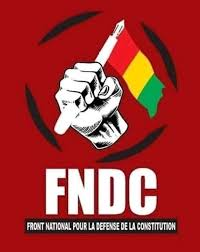 FNDC
FRONT NATIONAL POUR LA DEFENSE DE LA CONSTITUTION